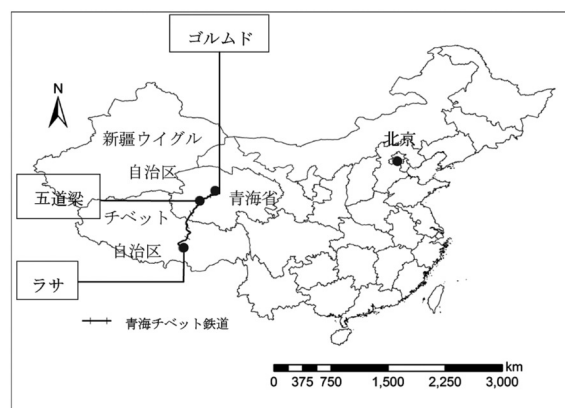 ゴルムド
N
新疆ウイグル
自治区
北京
五道梁
青海省
チベット
自治区
ラサ
青海チベット鉄道
km
0 375 750 1,500 2,250 3,000